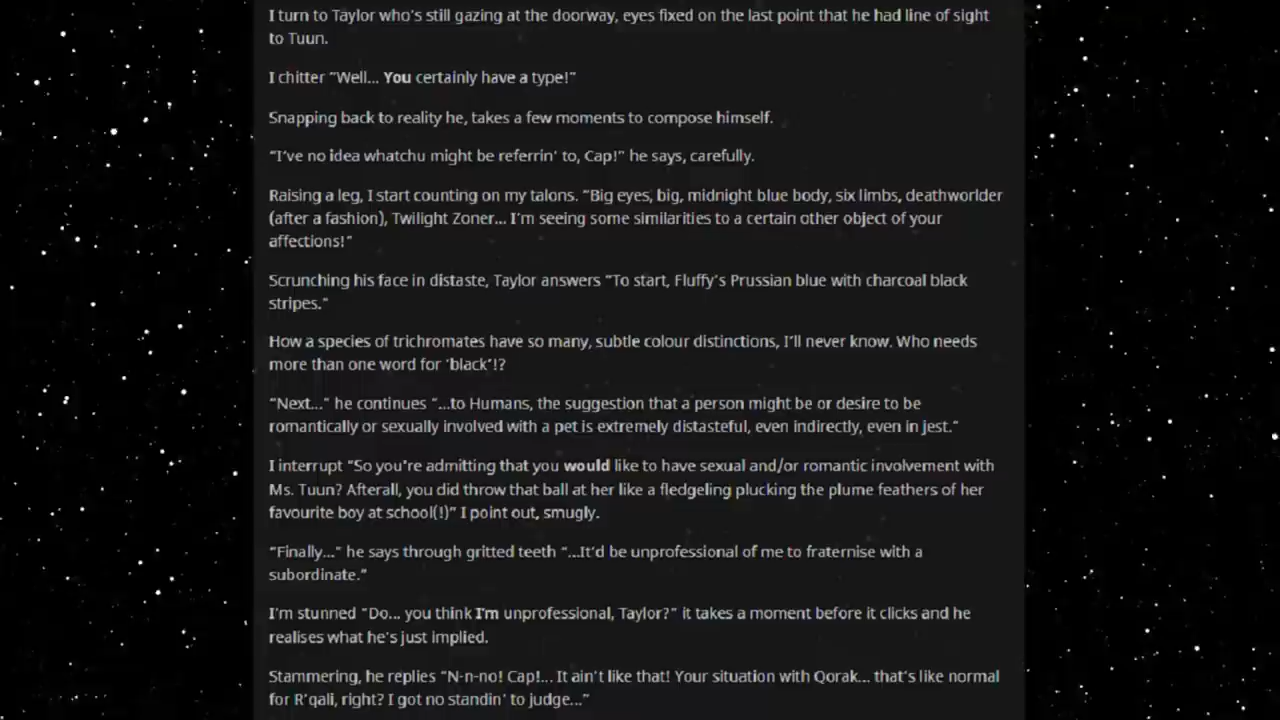 I turn to Taylor who's still gazing at the doorway, eyes fixed on the last point that he had line of sight
to Tuun.
I chitter “Well... You certainly have a type!”
Snapping back to reality he, takes a few moments to compose himself.
“I've no idea whatchu might be referrin' to, Cap!” he says, carefully.
Raising a leg, I start counting on my talons. “Big eyes, big, midnight blue body, six limbs, deathworlder
(after a fashion), Twilight Zoner... I'm seeing some similarities to a certain other object of your
affections!”
Scrunching his face in distaste, Taylor answers “To start, Fluffy's Prussian blue with charcoal black
stripes.”
How a species of trichromates have so many, subtle colour distinctions, I'll never know. Who needs
more than one word for 'black'!?
“Next...” he continues “...to Humans, the suggestion that a person might be or desire to be
romantically or sexually involved with a pet is extremely distasteful, even indirectly, even in jest.”
I interrupt “So you're admitting that you would like to have sexual and/or romantic involvement with
Ms. Tuun? Afterall, you did throw that ball at her like a fledgeling plucking the plume feathers of her
favourite boy at school(!)” I point out, smugly.
“Finally...” he says through gritted teeth “...It'd be unprofessional of me to fraternise with a
subordinate.”
I'm stunned “Do... you think I'm unprofessional, Taylor?” it takes a moment before it clicks and he
realises what he's just implied.
Stammering, he replies “N-n-no! Cap!... It ain't like that! Your situation with Qorak... that's like normal
for R'qali, right? I got no standin' to judge...”